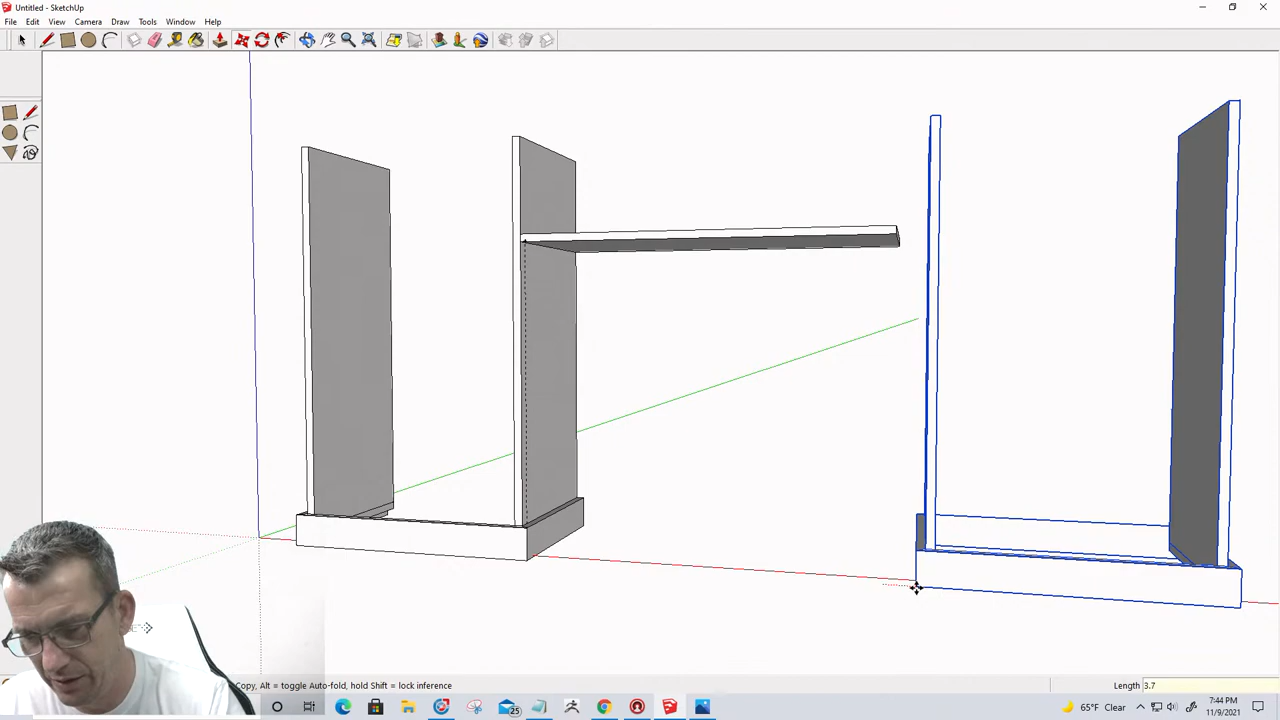 Untitled - SketchUp
File Edit View Camera Draw Tools Window Help
Copy, Alt = toggle Auto-fold, hold Shift = lock inference
Length 3.7
25
65°F Clear
7:44 PM
11/9/2021